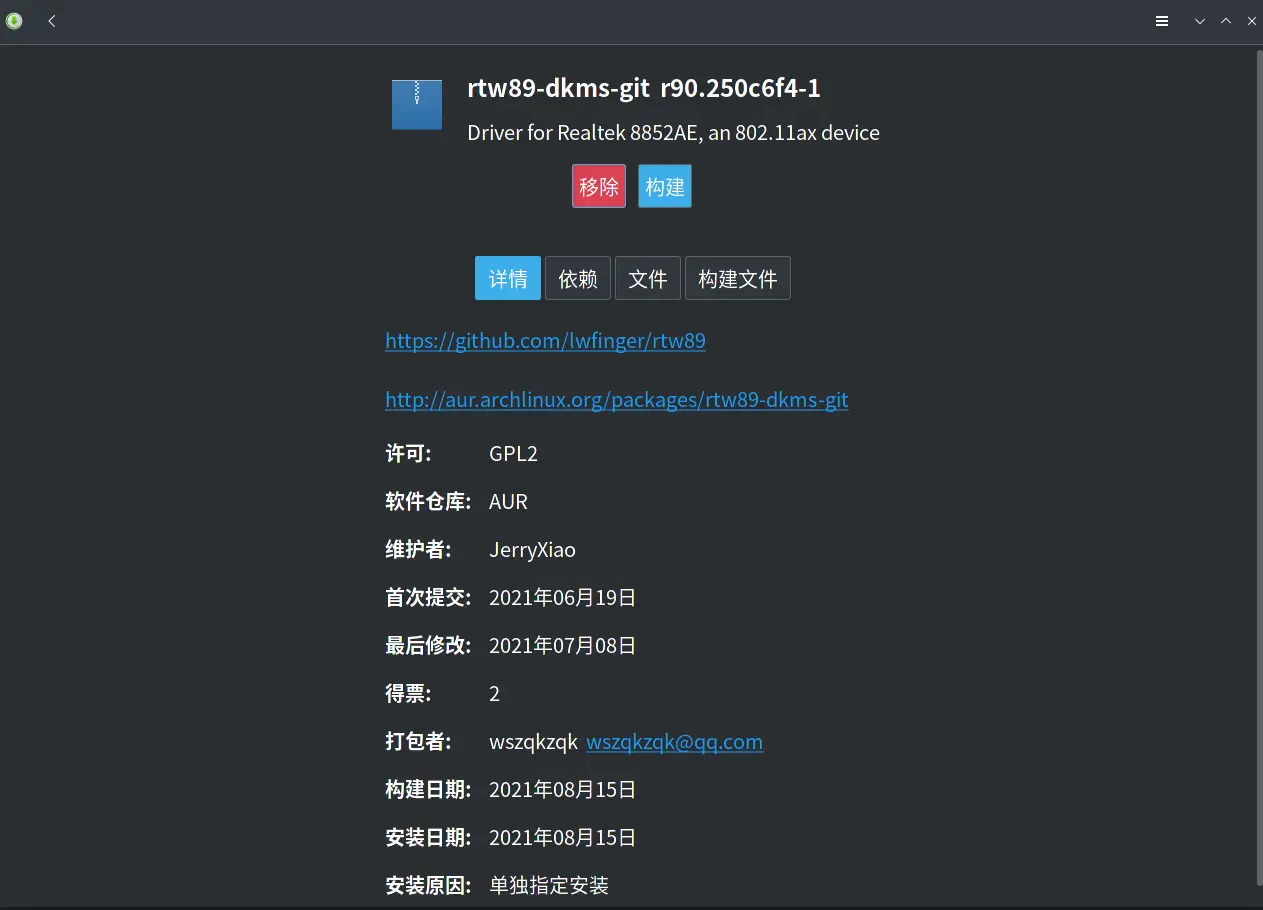 rtw89-dkms-git r90.250c6f4-1
Driver for Realtek 8852AE, an 802.11ax device
移除 构建
详情 依赖 文件 构建文件
https://github.com/lwfinger/rtw89
http://aur.archlinux.org/packages/rtw89-dkms-git
许可: GPL2
软件仓库: AUR
维护者: JerryXiao
首次提交: 2021年06月19日
最后修改: 2021年07月08日
得票: 2
打包者: wszqkzqk wszqkzqk@qq.com
构建日期: 2021年08月15日
安装日期: 2021年08月15日
安装原因: 单独指定安装